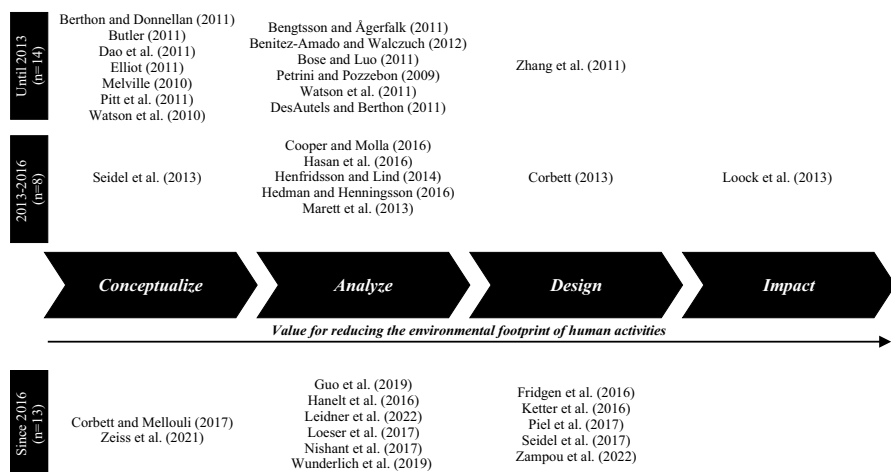 Until 2013
(n=14)
Berthon and Donnellan (2011)
Butler (2011)
Dao et al. (2011)
Elliot (2011)
Melville (2010)
Pitt et al. (2011)
Watson et al. (2010)
Bengtsson and Ågerfalk (2011)
Benitez-Amado and Walczuch (2012)
Bose and Luo (2011)
Petrini and Pozzebon (2009)
Watson et al. (2011)
DesAutels and Berthon (2011)
Zhang et al. (2011)
2013-2016
(n=8)
Seidel et al. (2013)
Cooper and Molla (2016)
Hasan et al. (2016)
Henfridsson and Lind (2014)
Hedman and Henningsson (2016)
Marett et al. (2013)
Corbett (2013)
Loock et al. (2013)
Conceptualize
Analyze
Design
Impact
Value for reducing the environmental footprint of human activities
Since 2016
(n=13)
Corbett and Mellouli (2017)
Zeiss et al. (2021)
Guo et al. (2019)
Hanelt et al. (2016)
Leidner et al. (2022)
Loeser et al. (2017)
Nishant et al. (2017)
Wunderlich et al. (2019)
Fridgen et al. (2016)
Ketter et al. (2016)
Piel et al. (2017)
Seidel et al. (2017)
Zampou et al. (2022)